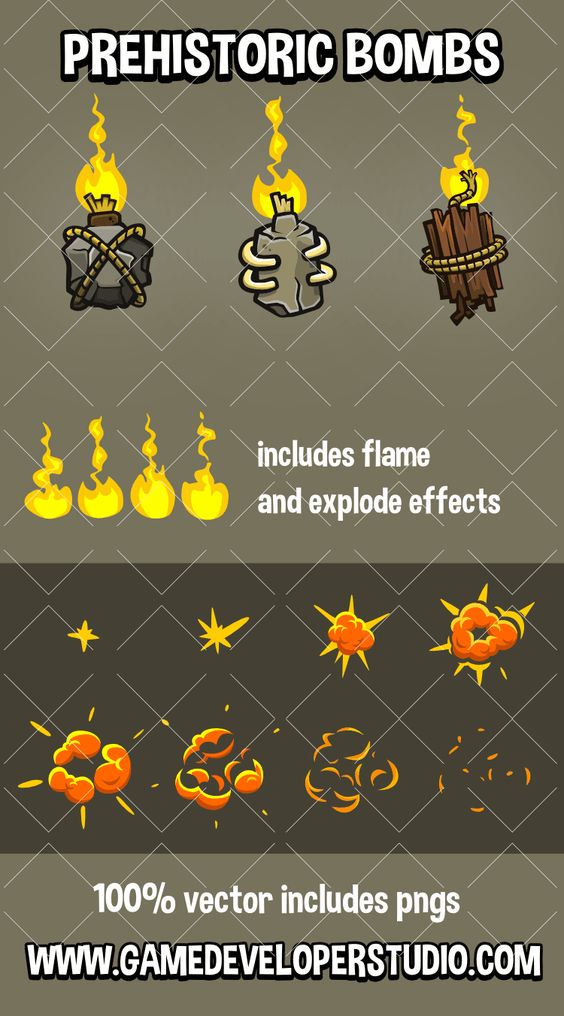 PREHISTORIC BOMBS
includes flame
and explode effects
100% vector includes pngs
WWW.GAMEDEVELOPERSTUDIO.COM